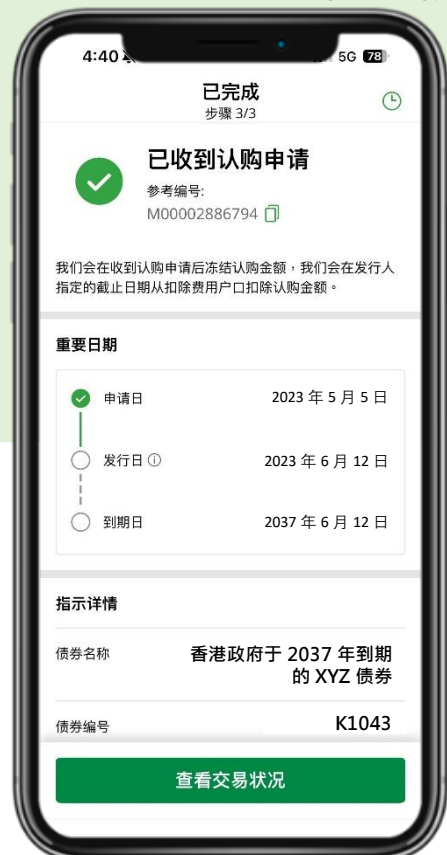 4:40
5G 78
已完成
步骤 3/3
已收到认购申请
参考编号:
M00002886794
我们会在收到认购申请后冻结认购金额，我们会在发行人
指定的截止日期从扣除费用户口扣除认购金额。
重要日期
申请日 2023 年 5 月 5 日
发行日 2023 年 6 月 12 日
到期日 2037 年 6 月 12 日
指示详情
债券名称 香港政府于 2037 年到期
的 XYZ 债券
债券编号 K1043
查看交易状况